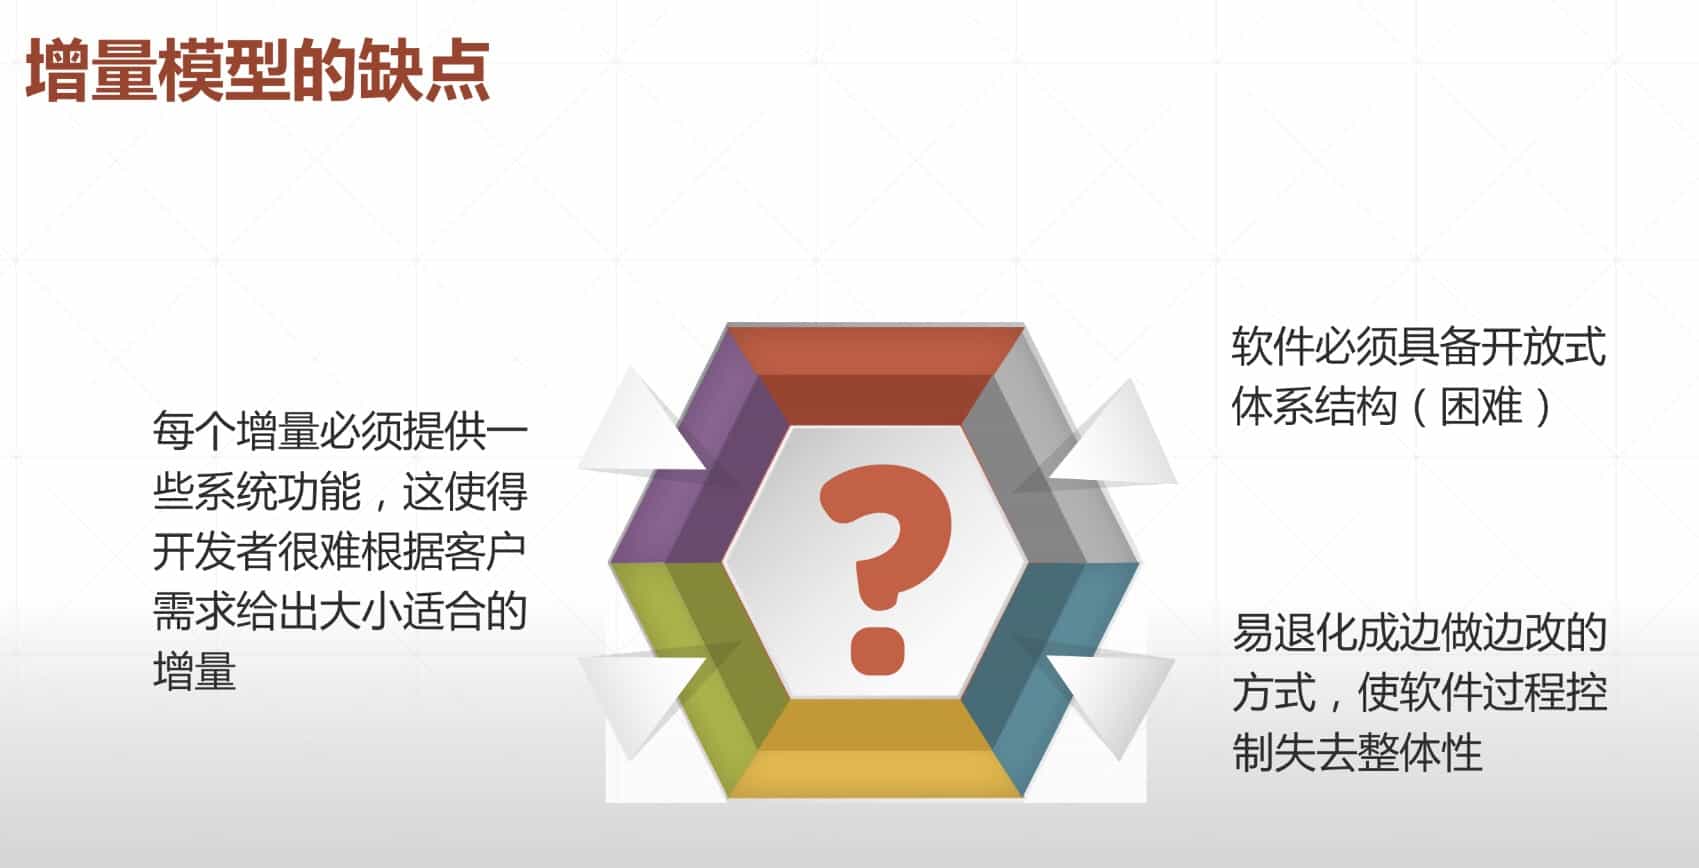 增量模型的缺点
每个增量必须提供一
些系统功能，这使得
开发者很难根据客户
需求给出大小适合的
增量
?
软件必须具备开放式
体系结构（困难）
易退化成边做边改的
方式，使软件过程控
制失去整体性